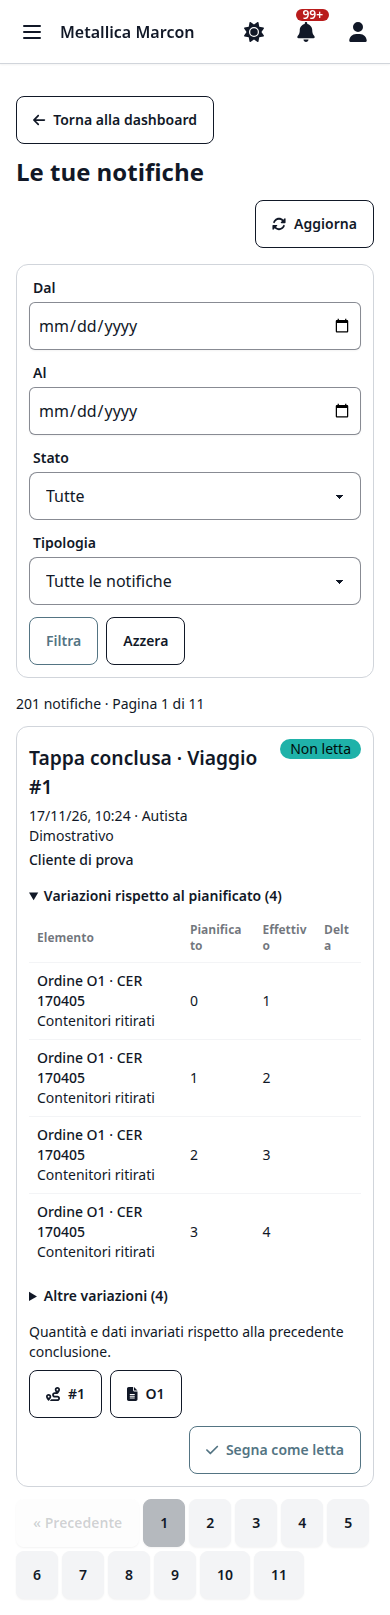 Metallica Marcon
99+
Torna alla dashboard
Le tue notifiche
Aggiorna
Dal
mm/dd/yyyy
Al
mm/dd/yyyy
Stato
Tutte
Tipologia
Tutte le notifiche
Filtra
Azzera
201 notifiche · Pagina 1 di 11
Tappa conclusa · Viaggio
#1
Non letta
17/11/26, 10:24 · Autista
Dimostrativo
Cliente di prova
Variazioni rispetto al pianificato (4)
Elemento Pianifica Effettiv Delt
to o a
Ordine O1 · CER
170405 0 1
Contenitori ritirati
Ordine O1 · CER
170405 1 2
Contenitori ritirati
Ordine O1 · CER
170405 2 3
Contenitori ritirati
Ordine O1 · CER
170405 3 4
Contenitori ritirati
Altre variazioni (4)
Quantità e dati invariati rispetto alla precedente
conclusione.
#1 O1
Segna come letta
« Precedente 1 2 3 4 5
6 7 8 9 10 11